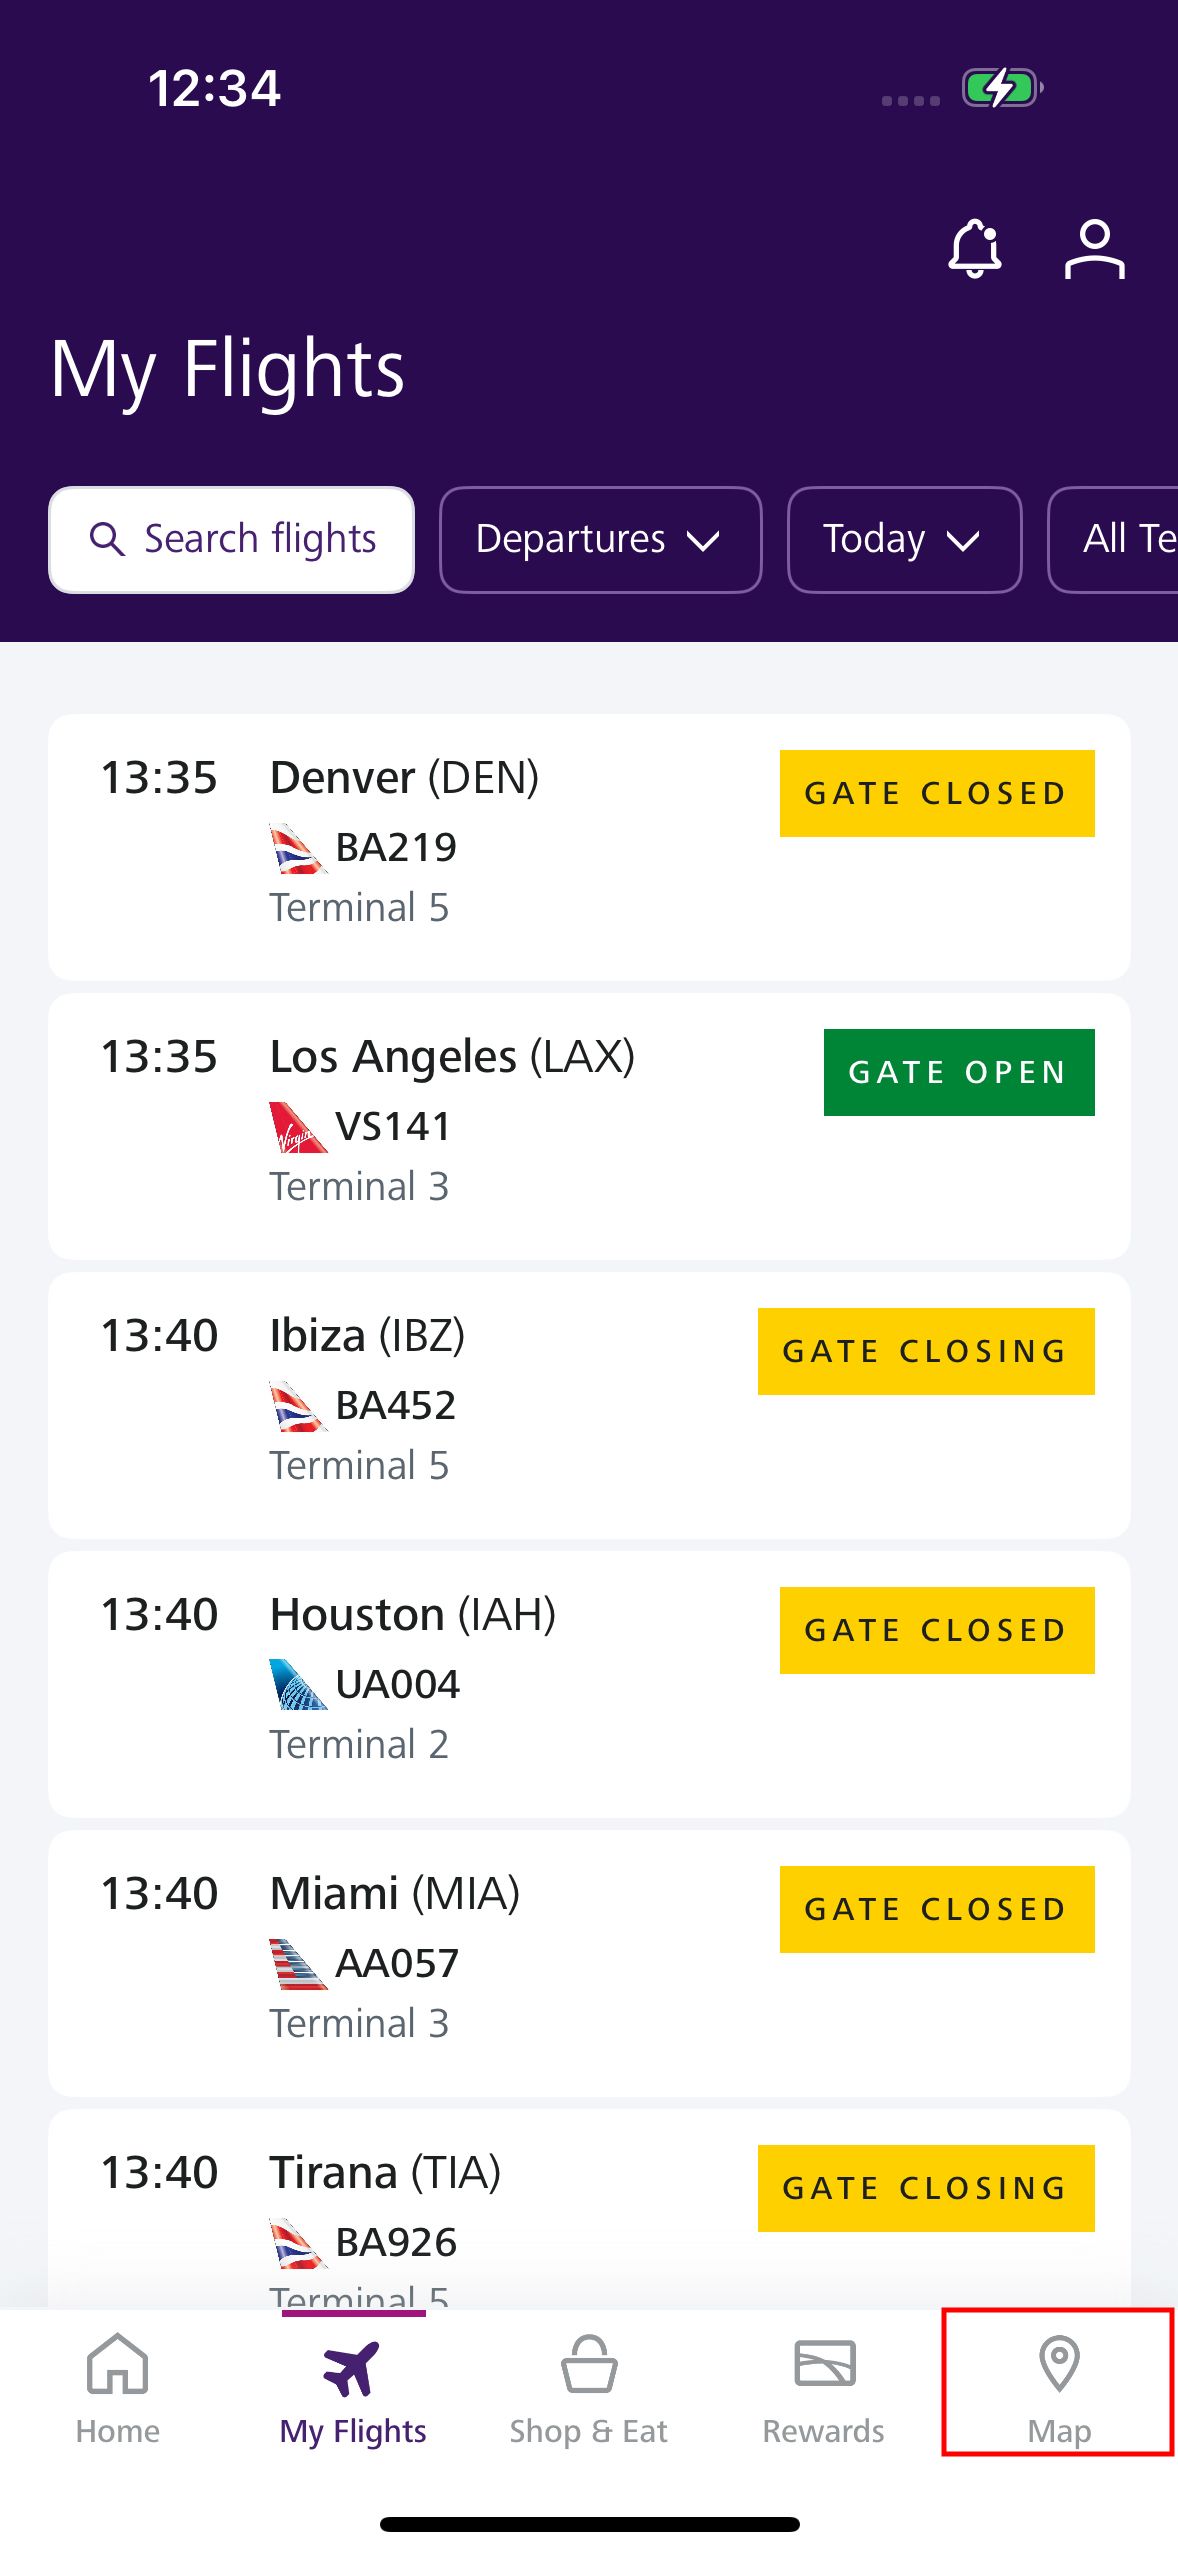 12:34
My Flights
Search flights
Departures
Today
All Te
13:35 Denver (DEN) GATE CLOSED
BA219
Terminal 5
13:35 Los Angeles (LAX) GATE OPEN
Virgin VS141
Terminal 3
13:40 Ibiza (IBZ) GATE CLOSING
BA452
Terminal 5
13:40 Houston (IAH) GATE CLOSED
UA004
Terminal 2
13:40 Miami (MIA) GATE CLOSED
AA057
Terminal 3
13:40 Tirana (TIA) GATE CLOSING
BA926
Terminal 5
Home
My Flights
Shop & Eat
Rewards
Map